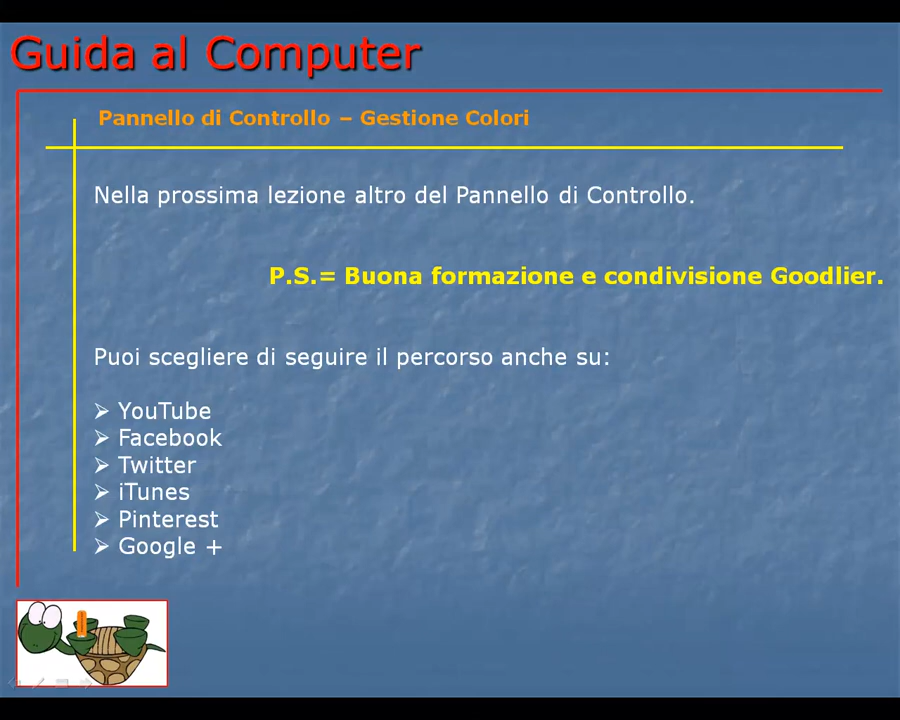 Guida al Computer
Pannello di Controllo – Gestione Colori
Nella prossima lezione altro del Pannello di Controllo.
P.S.= Buona formazione e condivisione Goodlier.
Puoi scegliere di seguire il percorso anche su:
➢ YouTube
➢ Facebook
➢ Twitter
➢ iTunes
➢ Pinterest
➢ Google +